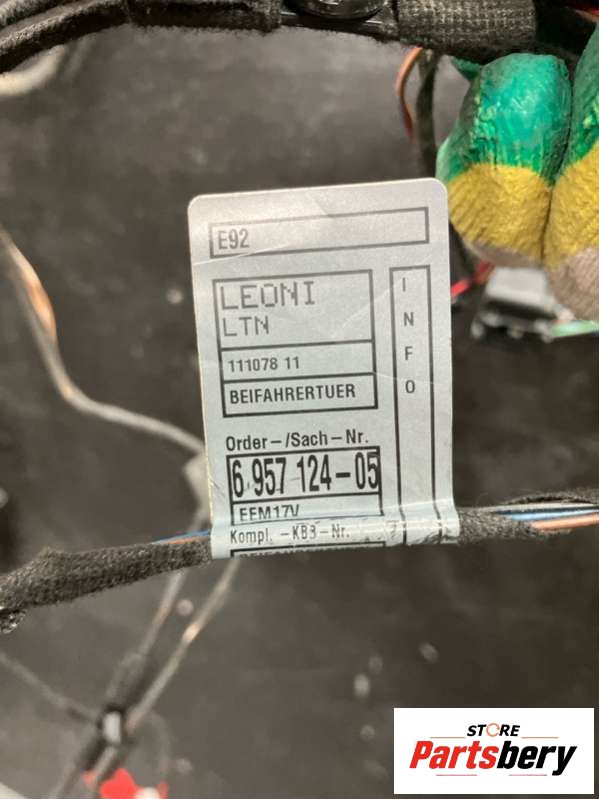 E92
LEONI
LTN
111078 11
BEIFAHRERTUER
INFO
Order-/Sach-Nr.
6 957 124-05
EEM17V
Kompl. -KB3-Nr.
STORE
Partsbery